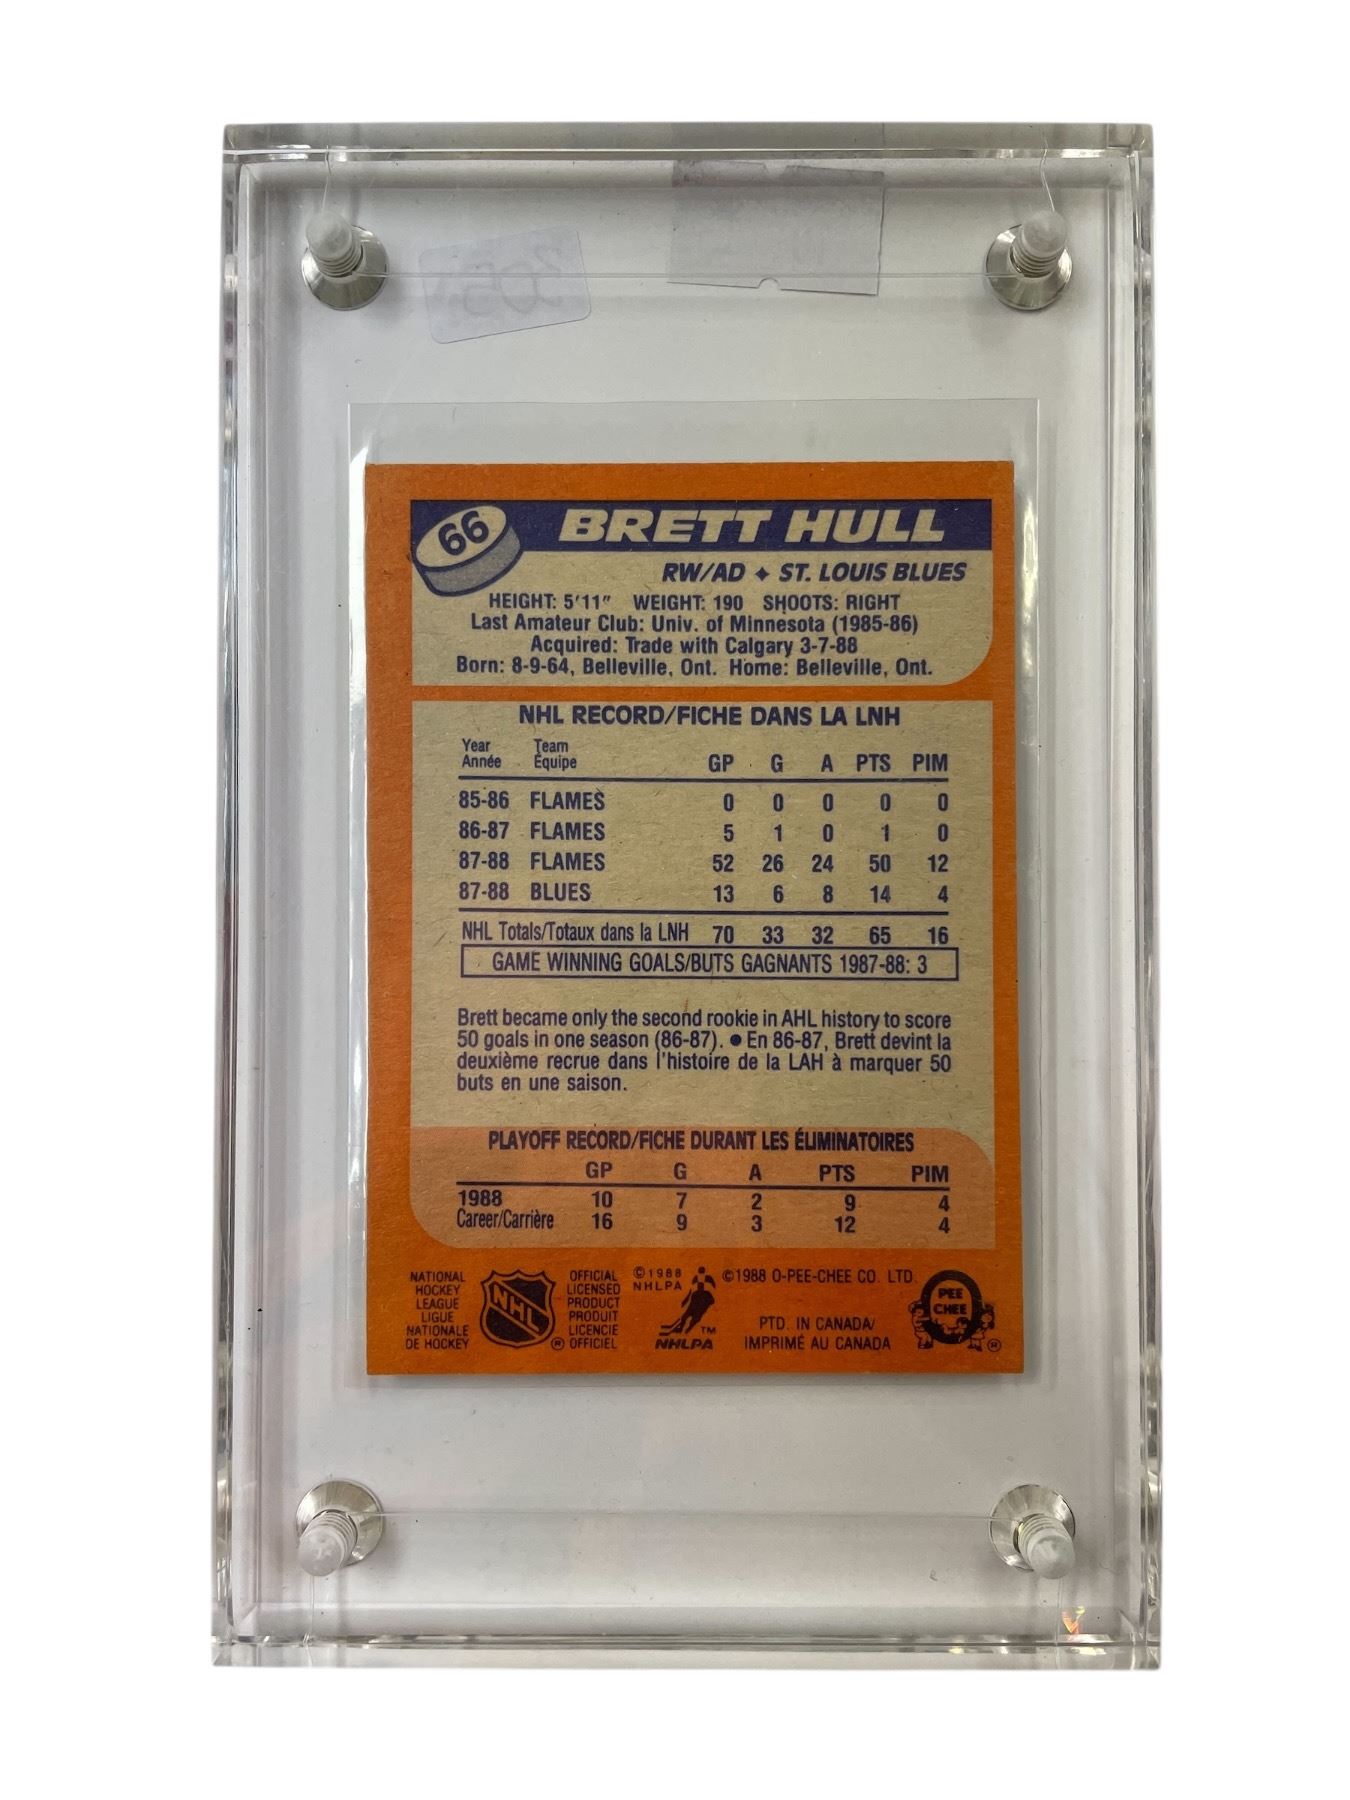 66
BRETT HULL
RW/AD ✦ ST. LOUIS BLUES
HEIGHT: 5'11" WEIGHT: 190 SHOOTS: RIGHT
Last Amateur Club: Univ. of Minnesota (1985-86)
Acquired: Trade with Calgary 3-7-88
Born: 8-9-64, Belleville, Ont. Home: Belleville, Ont.
NHL RECORD/FICHE DANS LA LNH
Year Team
Année Équipe GP G A PTS PIM
85-86 FLAMES 0 0 0 0 0
86-87 FLAMES 5 1 0 1 0
87-88 FLAMES 52 26 24 50 12
87-88 BLUES 13 6 8 14 4
NHL Totals/Totaux dans la LNH 70 33 32 65 16
GAME WINNING GOALS/BUTS GAGNANTS 1987-88: 3
Brett became only the second rookie in AHL history to score
50 goals in one season (86-87). ● En 86-87, Brett devint la
deuxième recrue dans l'histoire de la LAH à marquer 50
buts en une saison.
PLAYOFF RECORD/FICHE DURANT LES ÉLIMINATOIRES
GP G A PTS PIM
1988 10 7 2 9 4
Career/Carrière 16 9 3 12 4
NATIONAL
HOCKEY
LEAGUE
LIGUE
NATIONALE
DE HOCKEY
NHL
®
OFFICIAL
LICENSED
PRODUCT
PRODUIT
LICENCIE
OFFICIEL
©1988
NHLPA
TM
NHLPA
©1988 O-PEE-CHEE CO. LTD.
PTD. IN CANADA/
IMPRIMÉ AU CANADA
PEE
CHEE
®